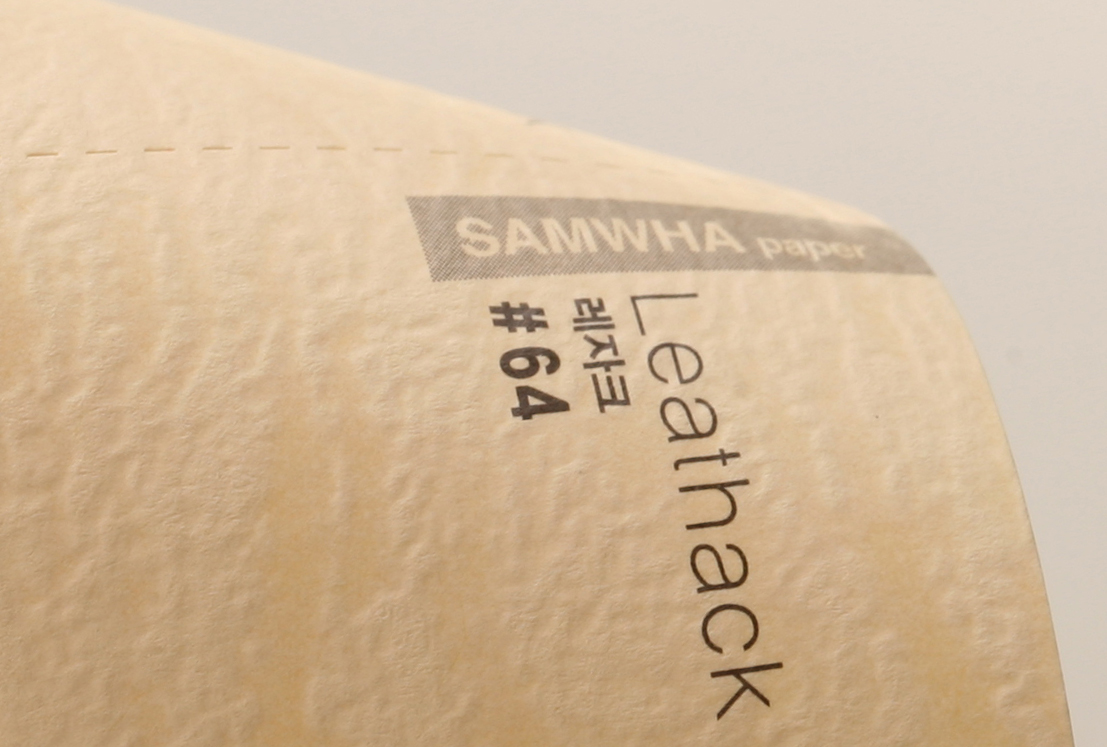 SAMWHA paper
Leathack
레자크
#64